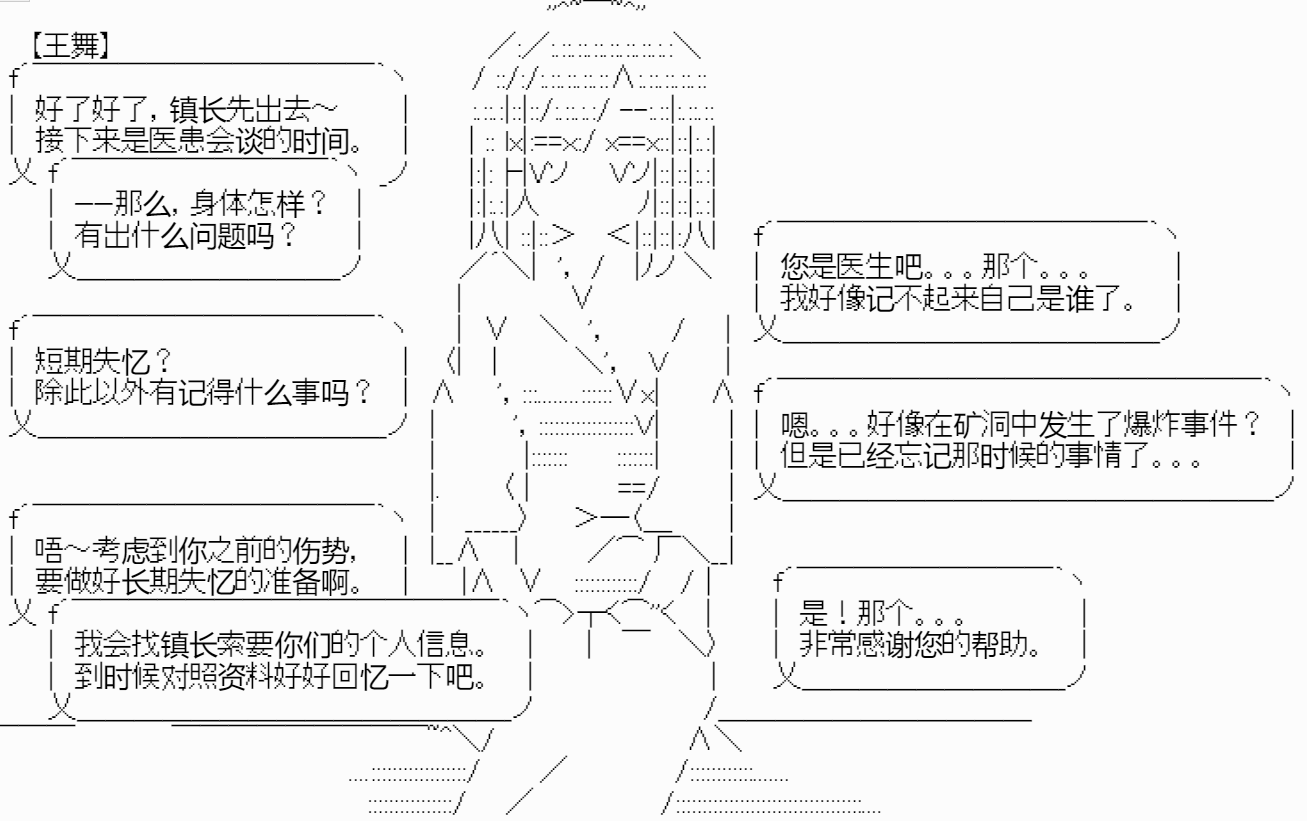 【王舞】
好了好了,镇长先出去～
接下来是医患会谈的时间。
——那么,身体怎样？
有出什么问题吗？
您是医生吧。。。那个。。。
我好像记不起来自己是谁了。
短期失忆？
除此以外有记得什么事吗？
嗯。。。好像在矿洞中发生了爆炸事件？
但是已经忘记那时候的事情了。。。
唔～考虑到你之前的伤势,
要做好长期失忆的准备啊。
我会找镇长索要你们的个人信息。
到时候对照资料好好回忆一下吧。
是！那个。。。
非常感谢您的帮助。